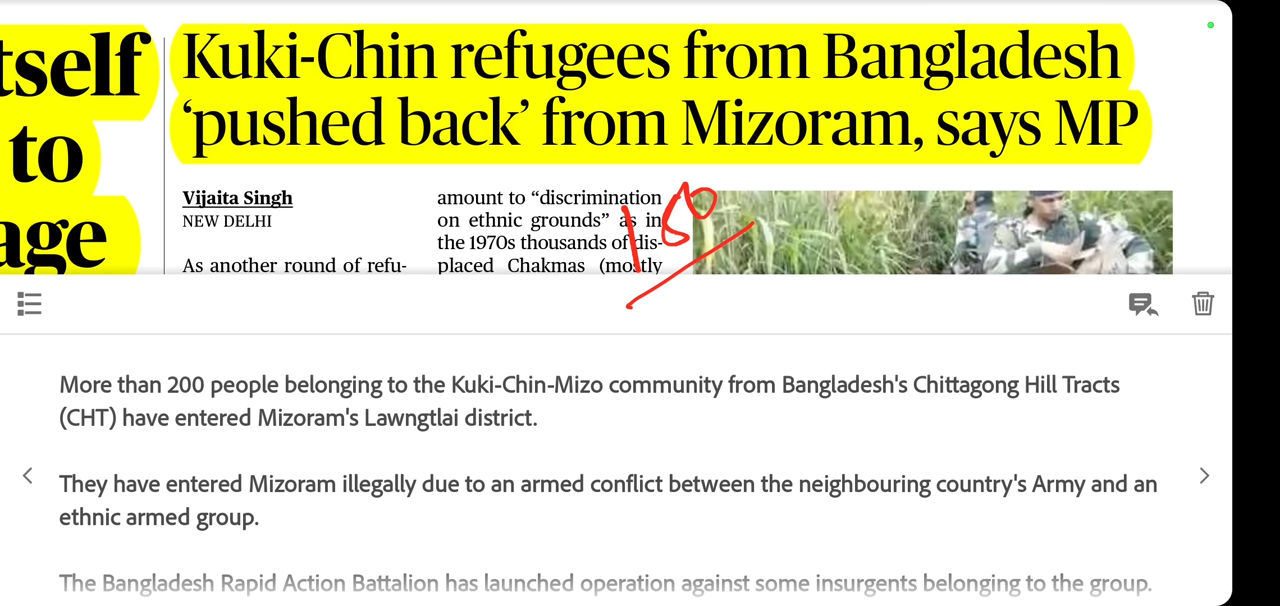 tself
to
age
Kuki-Chin refugees from Bangladesh
‘pushed back’ from Mizoram, says MP
Vijaita Singh
NEW DELHI
As another round of refu-
amount to “discrimination
on ethnic grounds” as in
the 1970s thousands of dis-
placed Chakmas (mostly
150
More than 200 people belonging to the Kuki-Chin-Mizo community from Bangladesh's Chittagong Hill Tracts
(CHT) have entered Mizoram's Lawngtlai district.
They have entered Mizoram illegally due to an armed conflict between the neighbouring country's Army and an
ethnic armed group.
The Bangladesh Rapid Action Battalion has launched operation against some insurgents belonging to the group.